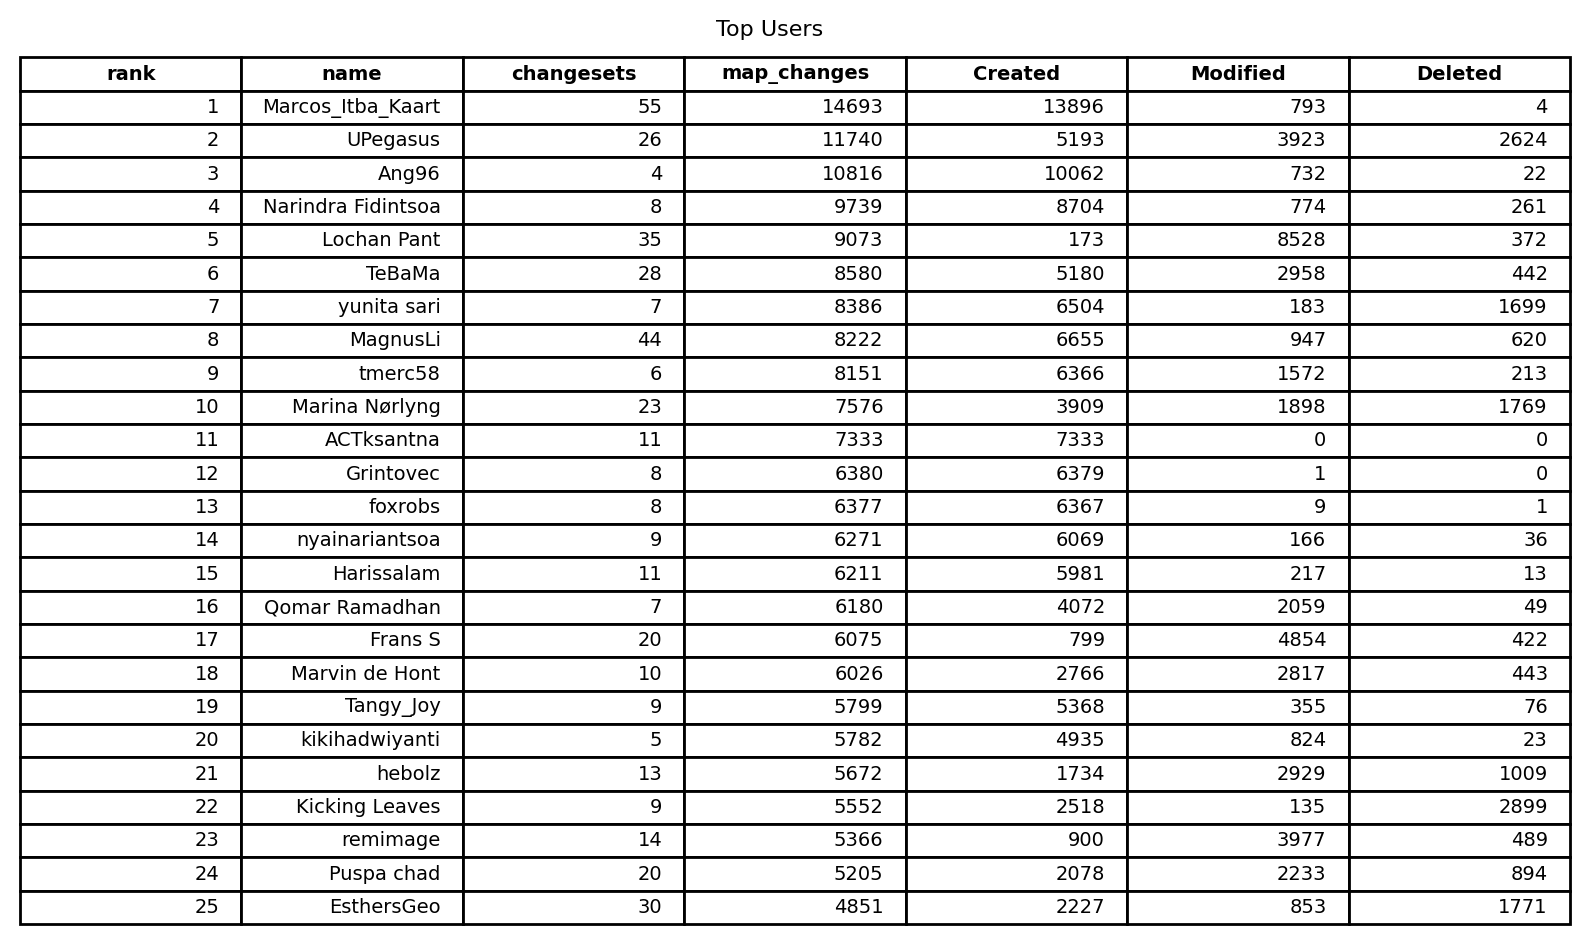 Top Users
rank name changesets map_changes Created Modified Deleted
1 Marcos_Itba_Kaart 55 14693 13896 793 4
2 UPegasus 26 11740 5193 3923 2624
3 Ang96 4 10816 10062 732 22
4 Narindra Fidintsoa 8 9739 8704 774 261
5 Lochan Pant 35 9073 173 8528 372
6 TeBaMa 28 8580 5180 2958 442
7 yunita sari 7 8386 6504 183 1699
8 MagnusLi 44 8222 6655 947 620
9 tmerc58 6 8151 6366 1572 213
10 Marina Nørlyng 23 7576 3909 1898 1769
11 ACTksantna 11 7333 7333 0 0
12 Grintovec 8 6380 6379 1 0
13 foxrobs 8 6377 6367 9 1
14 nyainariantsoa 9 6271 6069 166 36
15 Harissalam 11 6211 5981 217 13
16 Qomar Ramadhan 7 6180 4072 2059 49
17 Frans S 20 6075 799 4854 422
18 Marvin de Hont 10 6026 2766 2817 443
19 Tangy_Joy 9 5799 5368 355 76
20 kikihadwiyanti 5 5782 4935 824 23
21 hebolz 13 5672 1734 2929 1009
22 Kicking Leaves 9 5552 2518 135 2899
23 remimage 14 5366 900 3977 489
24 Puspa chad 20 5205 2078 2233 894
25 EsthersGeo 30 4851 2227 853 1771